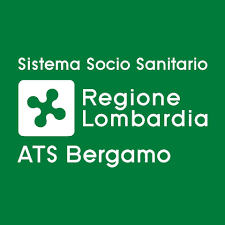 Sistema Socio Sanitario
Regione
Lombardia
ATS Bergamo